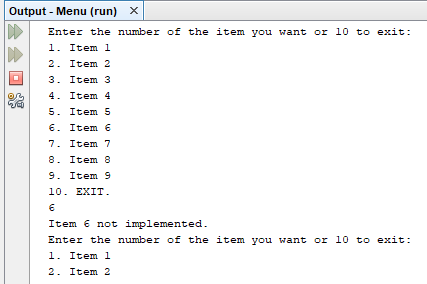 Output - Menu (run) ×
Enter the number of the item you want or 10 to exit:
1. Item 1
2. Item 2
3. Item 3
4. Item 4
5. Item 5
6. Item 6
7. Item 7
8. Item 8
9. Item 9
10. EXIT.
6
Item 6 not implemented.
Enter the number of the item you want or 10 to exit:
1. Item 1
2. Item 2